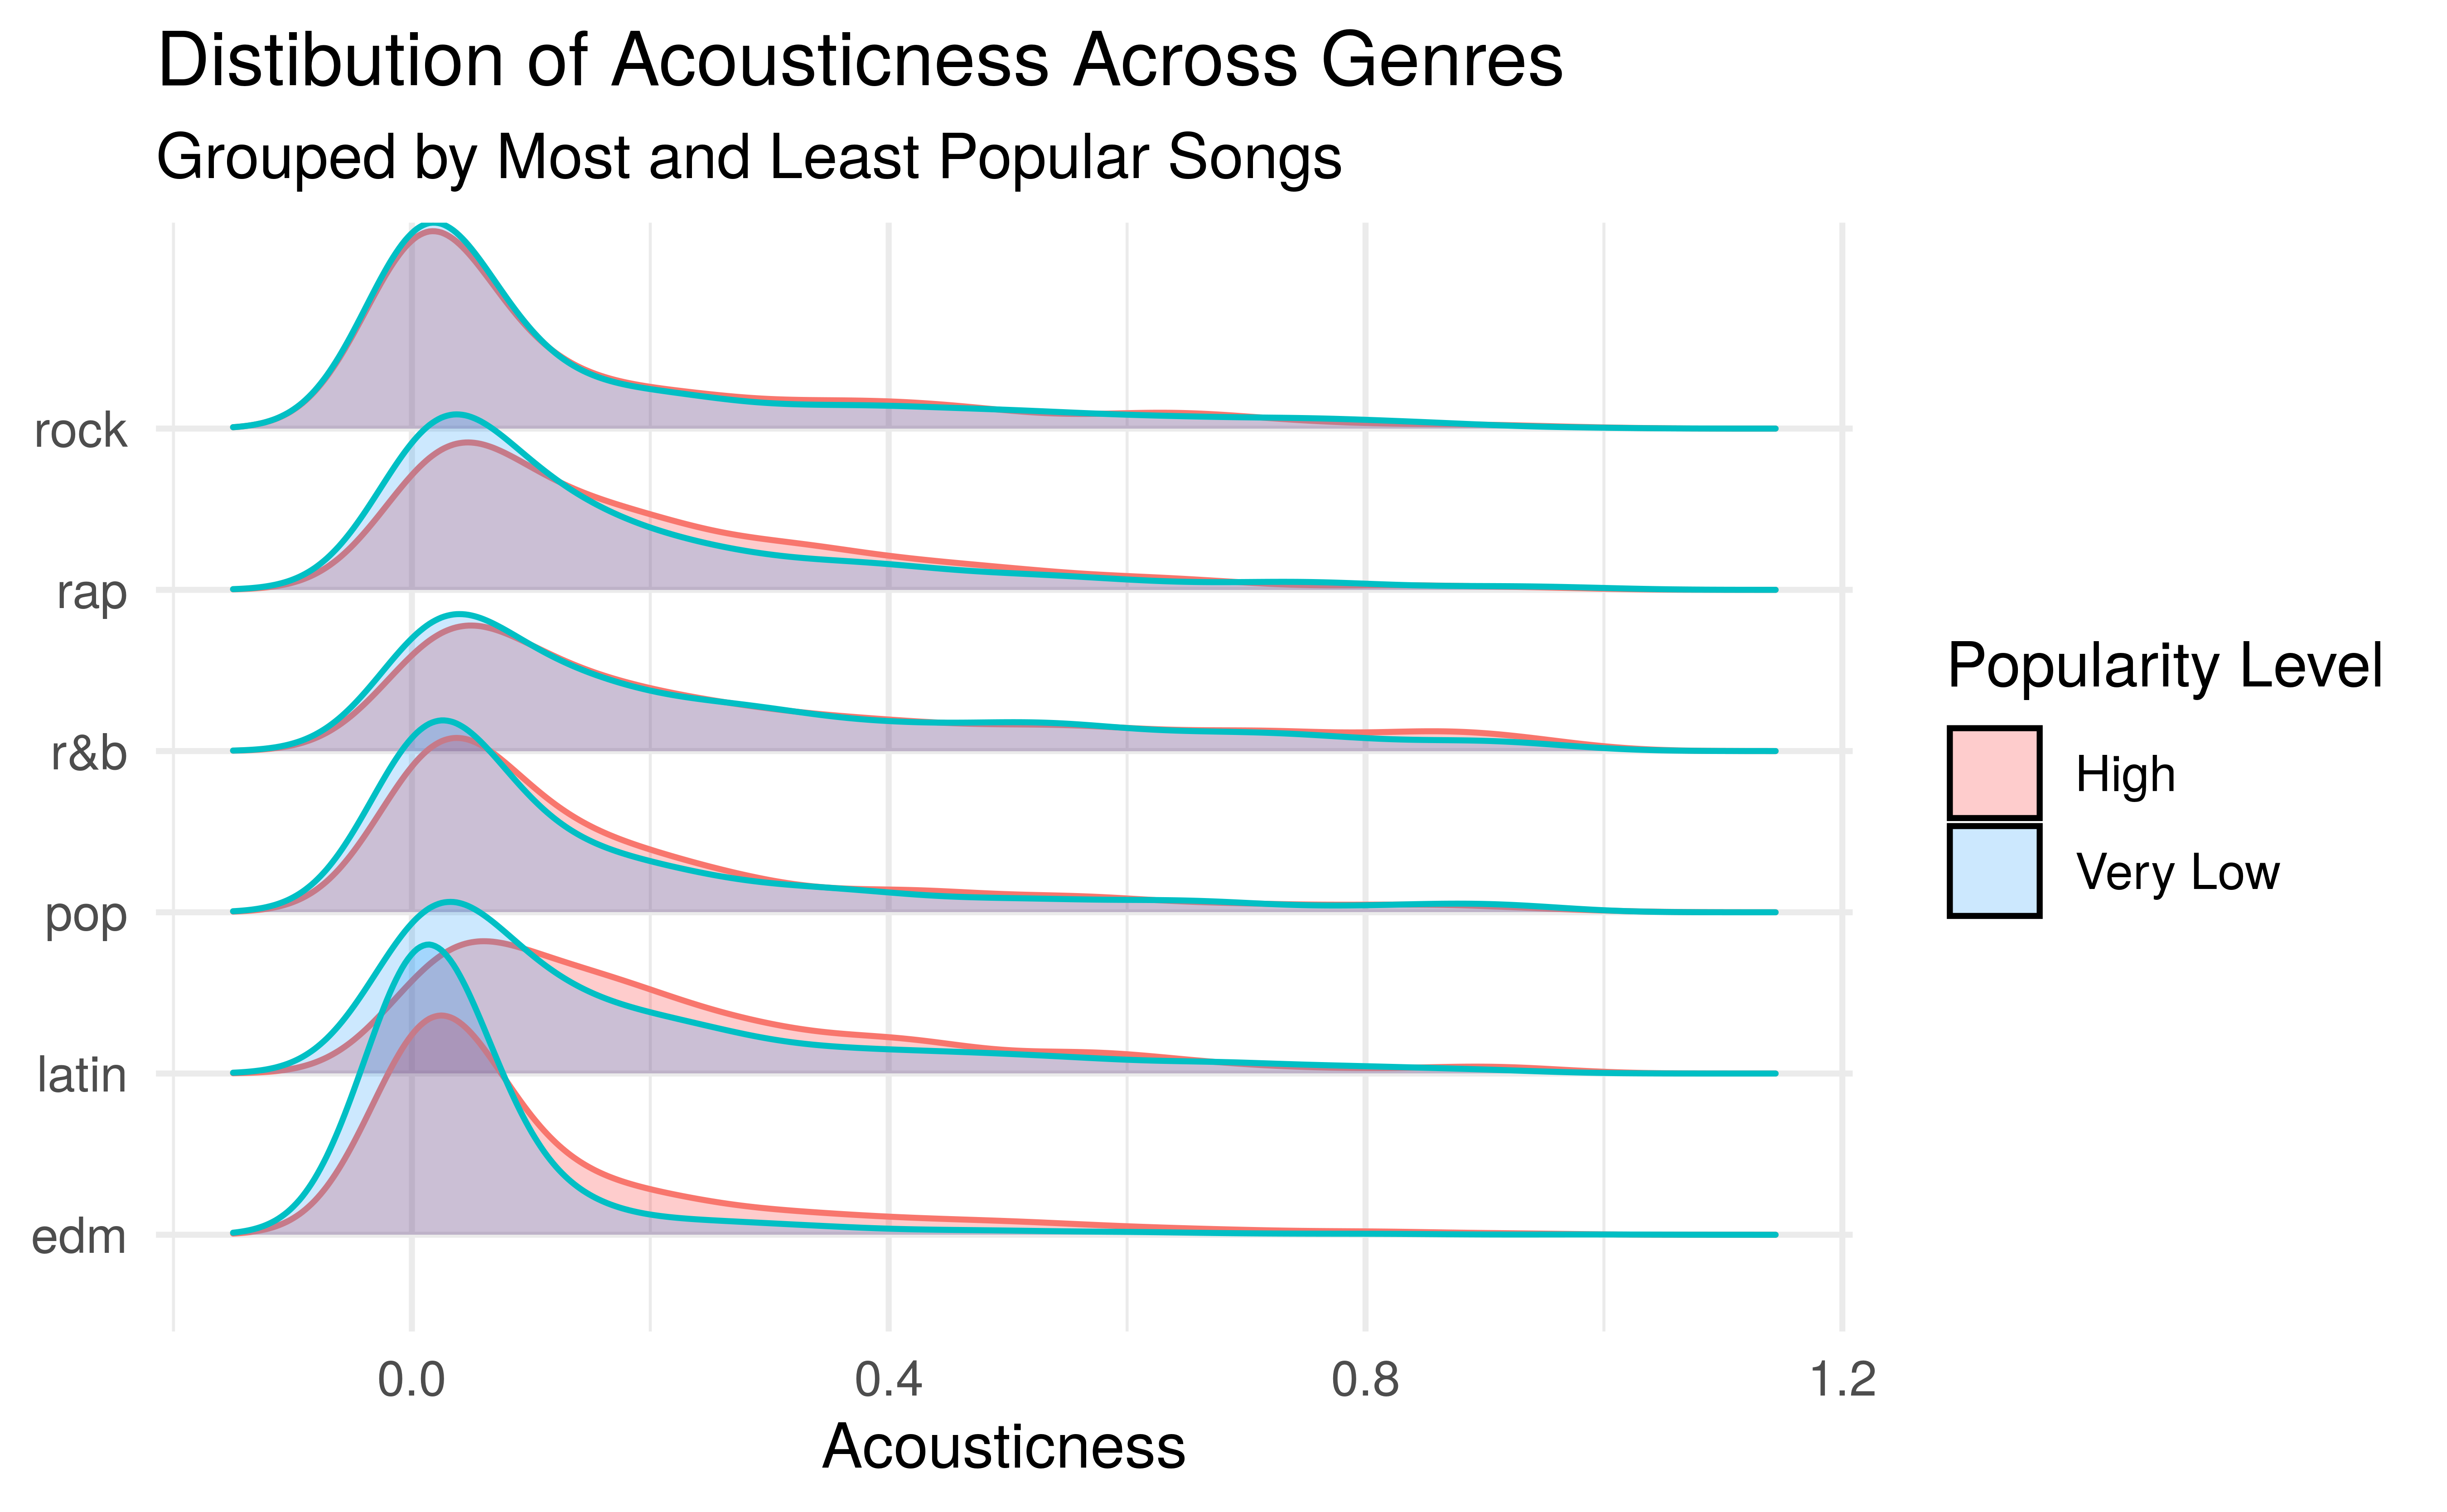 Distibution of Acousticness Across Genres
Grouped by Most and Least Popular Songs
rock
rap
r&b
pop
latin
edm
0.0 0.4 0.8 1.2
Acousticness
Popularity Level
High
Very Low